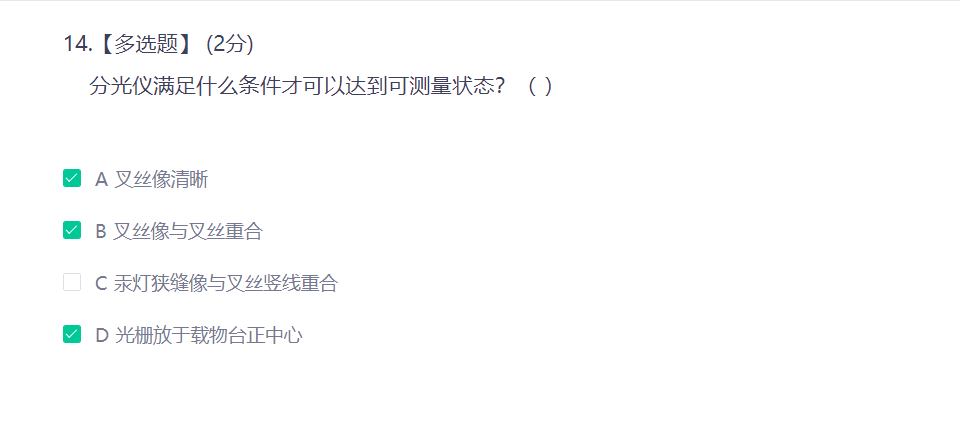 14.【多选题】 (2分)
分光仪满足什么条件才可以达到可测量状态？（ ）
A 叉丝像清晰
B 叉丝像与叉丝重合
C 汞灯狭缝像与叉丝竖线重合
D 光栅放于载物台正中心